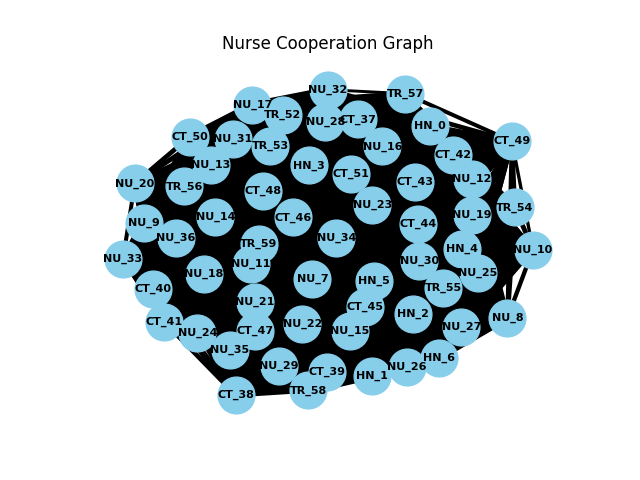 Nurse Cooperation Graph
NU_32
TR_57
NU_17
TR_52
NU_28
CT_37
HN_0
CT_50
NU_31
CT_49
TR_53
NU_16
CT_42
NU_13
HN_3
CT_51
NU_12
NU_20
TR_56
CT_48
CT_43
NU_23
TR_54
NU_9
NU_14
CT_46
CT_44
NU_19
NU_36
NU_34
TR_59
HN_4
NU_10
NU_33
NU_11
NU_30
NU_18
NU_7
HN_5
NU_25
CT_40
TR_55
NU_21
CT_45
CT_41
NU_22
HN_2
NU_8
NU_24
CT_47
NU_15
NU_27
NU_35
HN_6
NU_29
CT_39
HN_1
NU_26
CT_38
TR_58